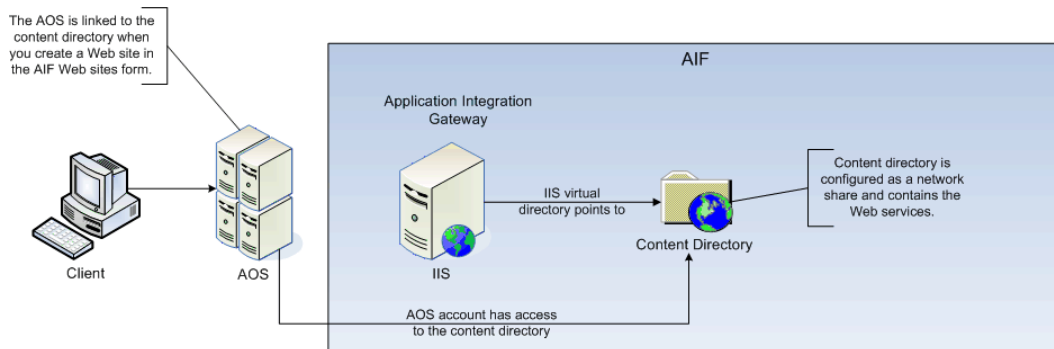 The AOS is linked to the
content directory when
you create a Web site in
the AIF Web sites form.
AIF
Application Integration
Gateway
Content directory is
configured as a network
share and contains the
Web services.
IIS virtual
directory points to
Content Directory
Client
AOS
IIS
AOS account has access
to the content directory